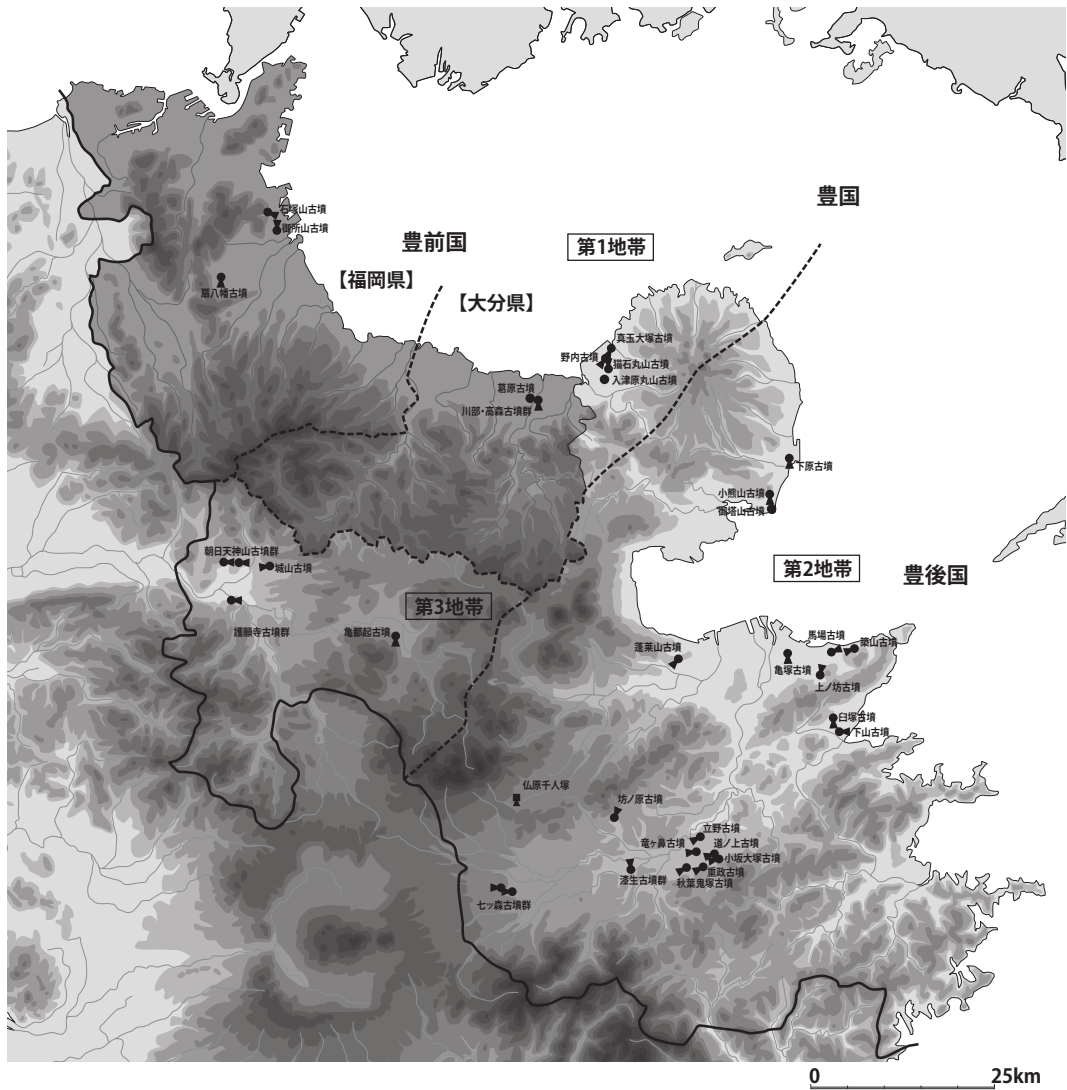 豊国
石塚山古墳
御所山古墳
豊前国
第1地帯
【福岡県】
扇八幡古墳
【大分県】
真玉大塚古墳
野内古墳
猫石丸山古墳
入津原丸山古墳
葛原古墳
川部・高森古墳群
下原古墳
小熊山古墳
御塔山古墳
朝日天神山古墳群
城山古墳
第2地帯
豊後国
第3地帯
護願寺古墳群
亀都起古墳
蓬莱山古墳
馬場古墳
築山古墳
亀塚古墳
上ノ坊古墳
臼塚古墳
下山古墳
仏原千人塚
坊ノ原古墳
立野古墳
竜ヶ鼻古墳
道ノ上古墳
小坂大塚古墳
重政古墳
漆生古墳群
秋葉鬼塚古墳
七ッ森古墳群
0
25km